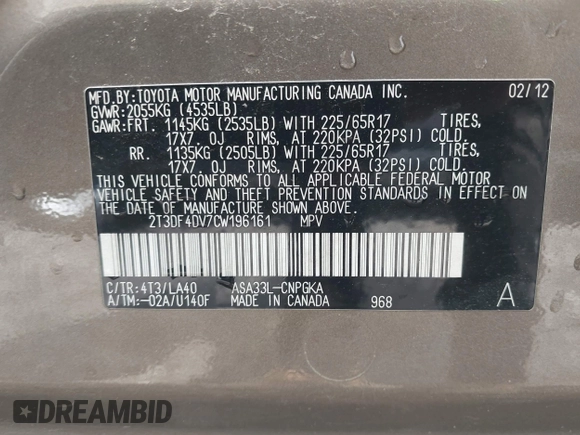 MFD.BY:TOYOTA MOTOR MANUFACTURING CANADA INC. 02/12
GVWR:2055KG (4535LB)
GAWR:FRT. 1145KG (2535LB) WITH 225/65R17 TIRES,
17X7.0J RIMS, AT 220KPA (32PSI) COLD.
RR. 1135KG (2505LB) WITH 225/65R17 TIRES,
17X7.0J RIMS, AT 220KPA (32PSI) COLD.
THIS VEHICLE CONFORMS TO ALL APPLICABLE FEDERAL MOTOR
VEHICLE SAFETY AND THEFT PREVENTION STANDARDS IN EFFECT ON THE
DATE OF MANUFACTURE SHOWN ABOVE.
2T3DF4DV7CW196161 MPV
C/TR:4T3/LA40 ASA33L-CNPGKA
A/TM:-02A/U140F MADE IN CANADA 968 A
DREAMBID